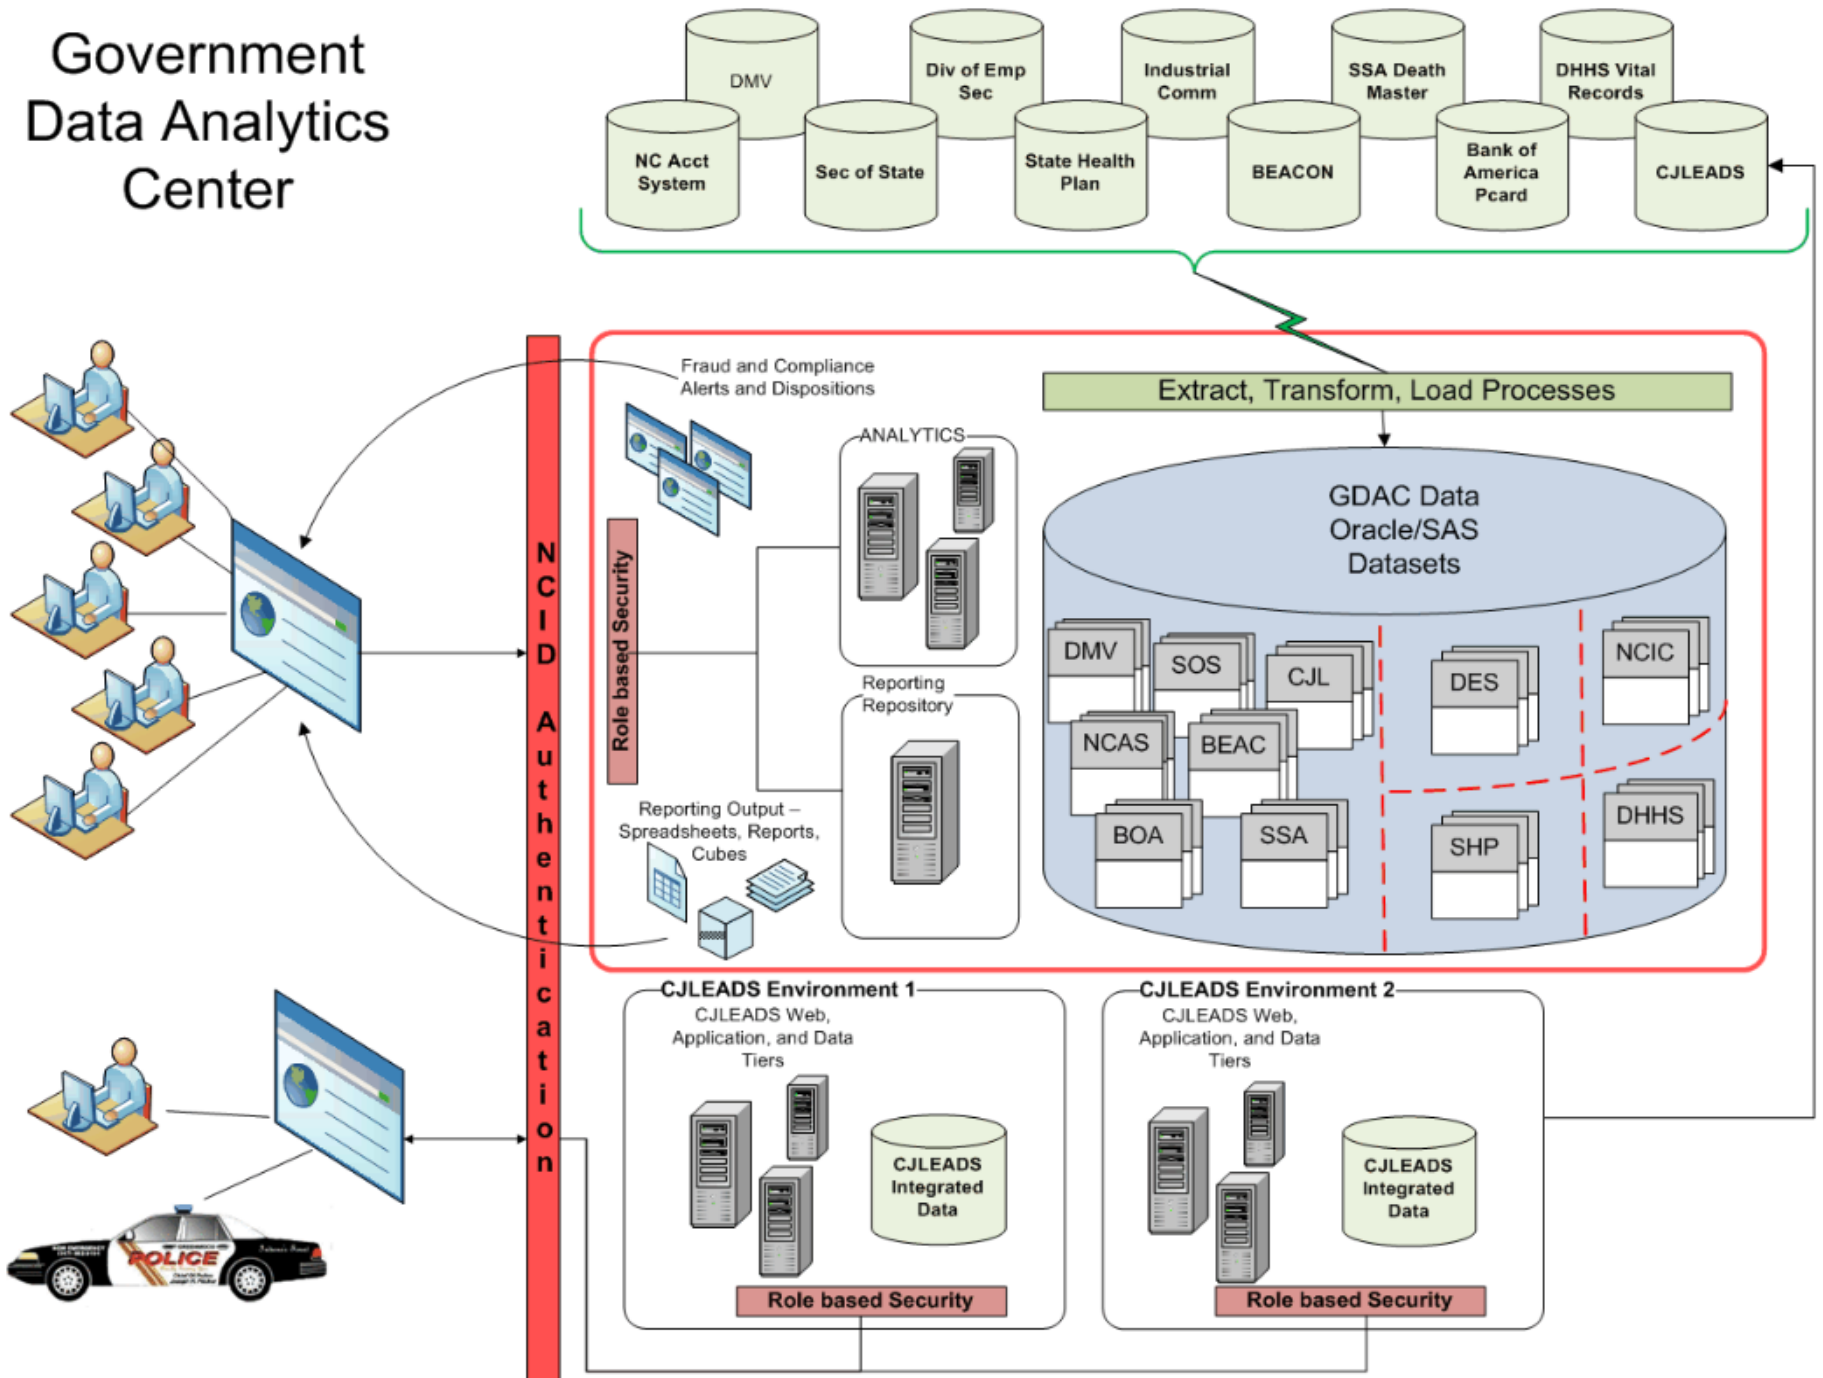 Government
Data Analytics
Center
DMV
Div of Emp
Sec
Industrial
Comm
SSA Death
Master
DHHS Vital
Records
NC Acct
System
Sec of State
State Health
Plan
BEACON
Bank of
America
Pcard
CJLEADS
Fraud and Compliance
Alerts and Dispositions
Extract, Transform, Load Processes
ANALYTICS
GDAC Data
Oracle/SAS
Datasets
NCID Authentication
Role based Security
DMV
SOS
CJL
DES
NCIC
Reporting
Repository
NCAS
BEAC
Reporting Output –
Spreadsheets, Reports,
Cubes
BOA
SSA
SHP
DHHS
CJLEADS Environment 1
CJLEADS Web,
Application, and Data
Tiers
CJLEADS
Integrated
Data
Role based Security
CJLEADS Environment 2
CJLEADS Web,
Application, and Data
Tiers
CJLEADS
Integrated
Data
Role based Security
POLICE